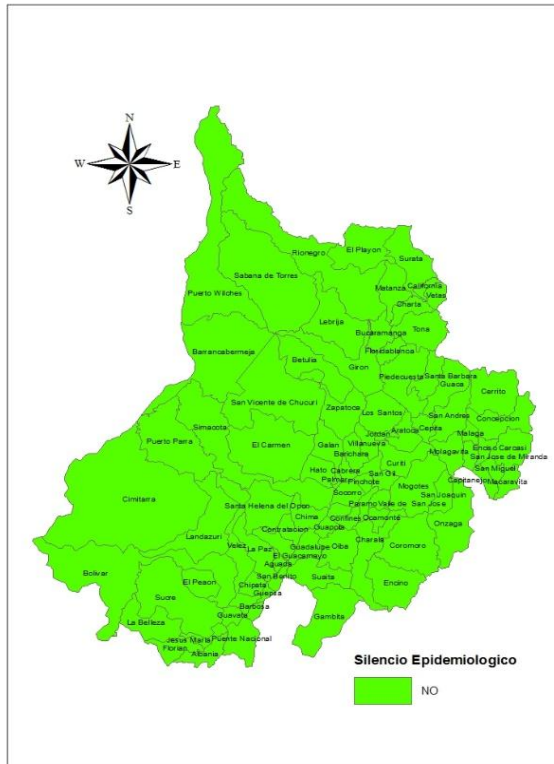 N
W E
S
El Playon
Rionegro
Surata
Sabana de Torres
Matanza
California
Vetas
Charta
Puerto Wilches
Lebrija
Bucaramanga
Tona
Barrancabermeja
Floridablanca
Betulia
Giron
Piedecuesta
Santa Barbara
Guaca
Cerrito
San Vicente de Chucuri
Zapatoca
Los Santos
San Andres
Concepcion
Simacota
Jordan
Aratoca
Cepita
Malaga
Puerto Parra
El Carmen
Galan
Villanueva
Molagavita
Enciso
Carcasi
Barichara
San Jose de Miranda
Hato
Cabrera
Curiti
San Miguel
Palmar
Pinchote
San Gil
Capitanejo
Macaravita
Cimitarra
Socorro
Mogotes
San Joaquin
Santa Helena del Opon
Paramo
Valle de
San Jose
Chima
Confines
Ocamonte
Onzaga
Contratacion
Guapota
Landazuri
Charala
Velez
La Paz
Guadalupe
Oiba
Coromoro
El Guacamayo
Aguada
Bolivar
San Benito
Suaita
Encino
El Peñon
Chipata
Guepsa
Sucre
Barbosa
Guavata
Gambita
La Belleza
Jesus Maria
Puente Nacional
Florian
Albania
Silencio Epidemiologico
NO